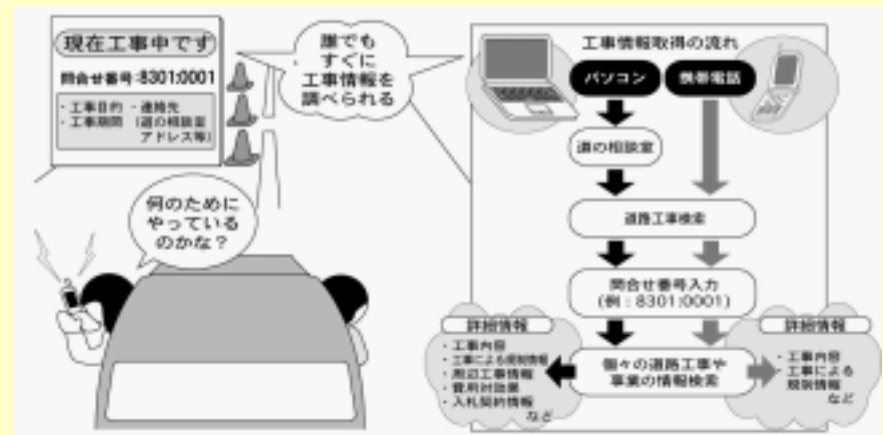 現在工事中です
問合せ番号:8301:0001
・工事目的 ・連絡先
・工事期間 (道の相談室
アドレス等)
誰でも
すぐに
工事情報を
調べられる
何のために
やっている
のかな?
工事情報取得の流れ
パソコン
携帯電話
道の相談室
道路工事検索
問合せ番号入力
(例:8301:0001)
個々の道路工事や
事業の情報検索
詳細情報
・工事内容
・工事による規制情報
・周辺工事情報
・費用対効果
・入札契約情報
など
詳細情報
・工事内容
・工事による
規制情報
など